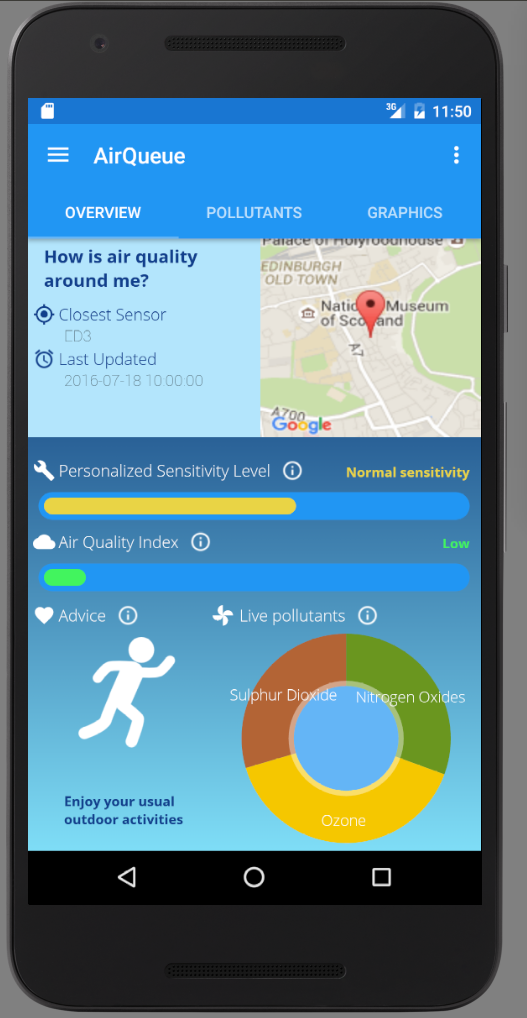 3G 11:50
AirQueue
OVERVIEW POLLUTANTS GRAPHICS
How is air quality
around me?
Closest Sensor
ED3
Last Updated
2016-07-18 10:00:00
Palace of Holyroodhouse
EDINBURGH
OLD TOWN
National Museum
of Scotland
A7
A700
Google
Personalized Sensitivity Level Normal sensitivity
Air Quality Index Low
Advice Live pollutants
Sulphur Dioxide Nitrogen Oxides
Ozone
Enjoy your usual
outdoor activities